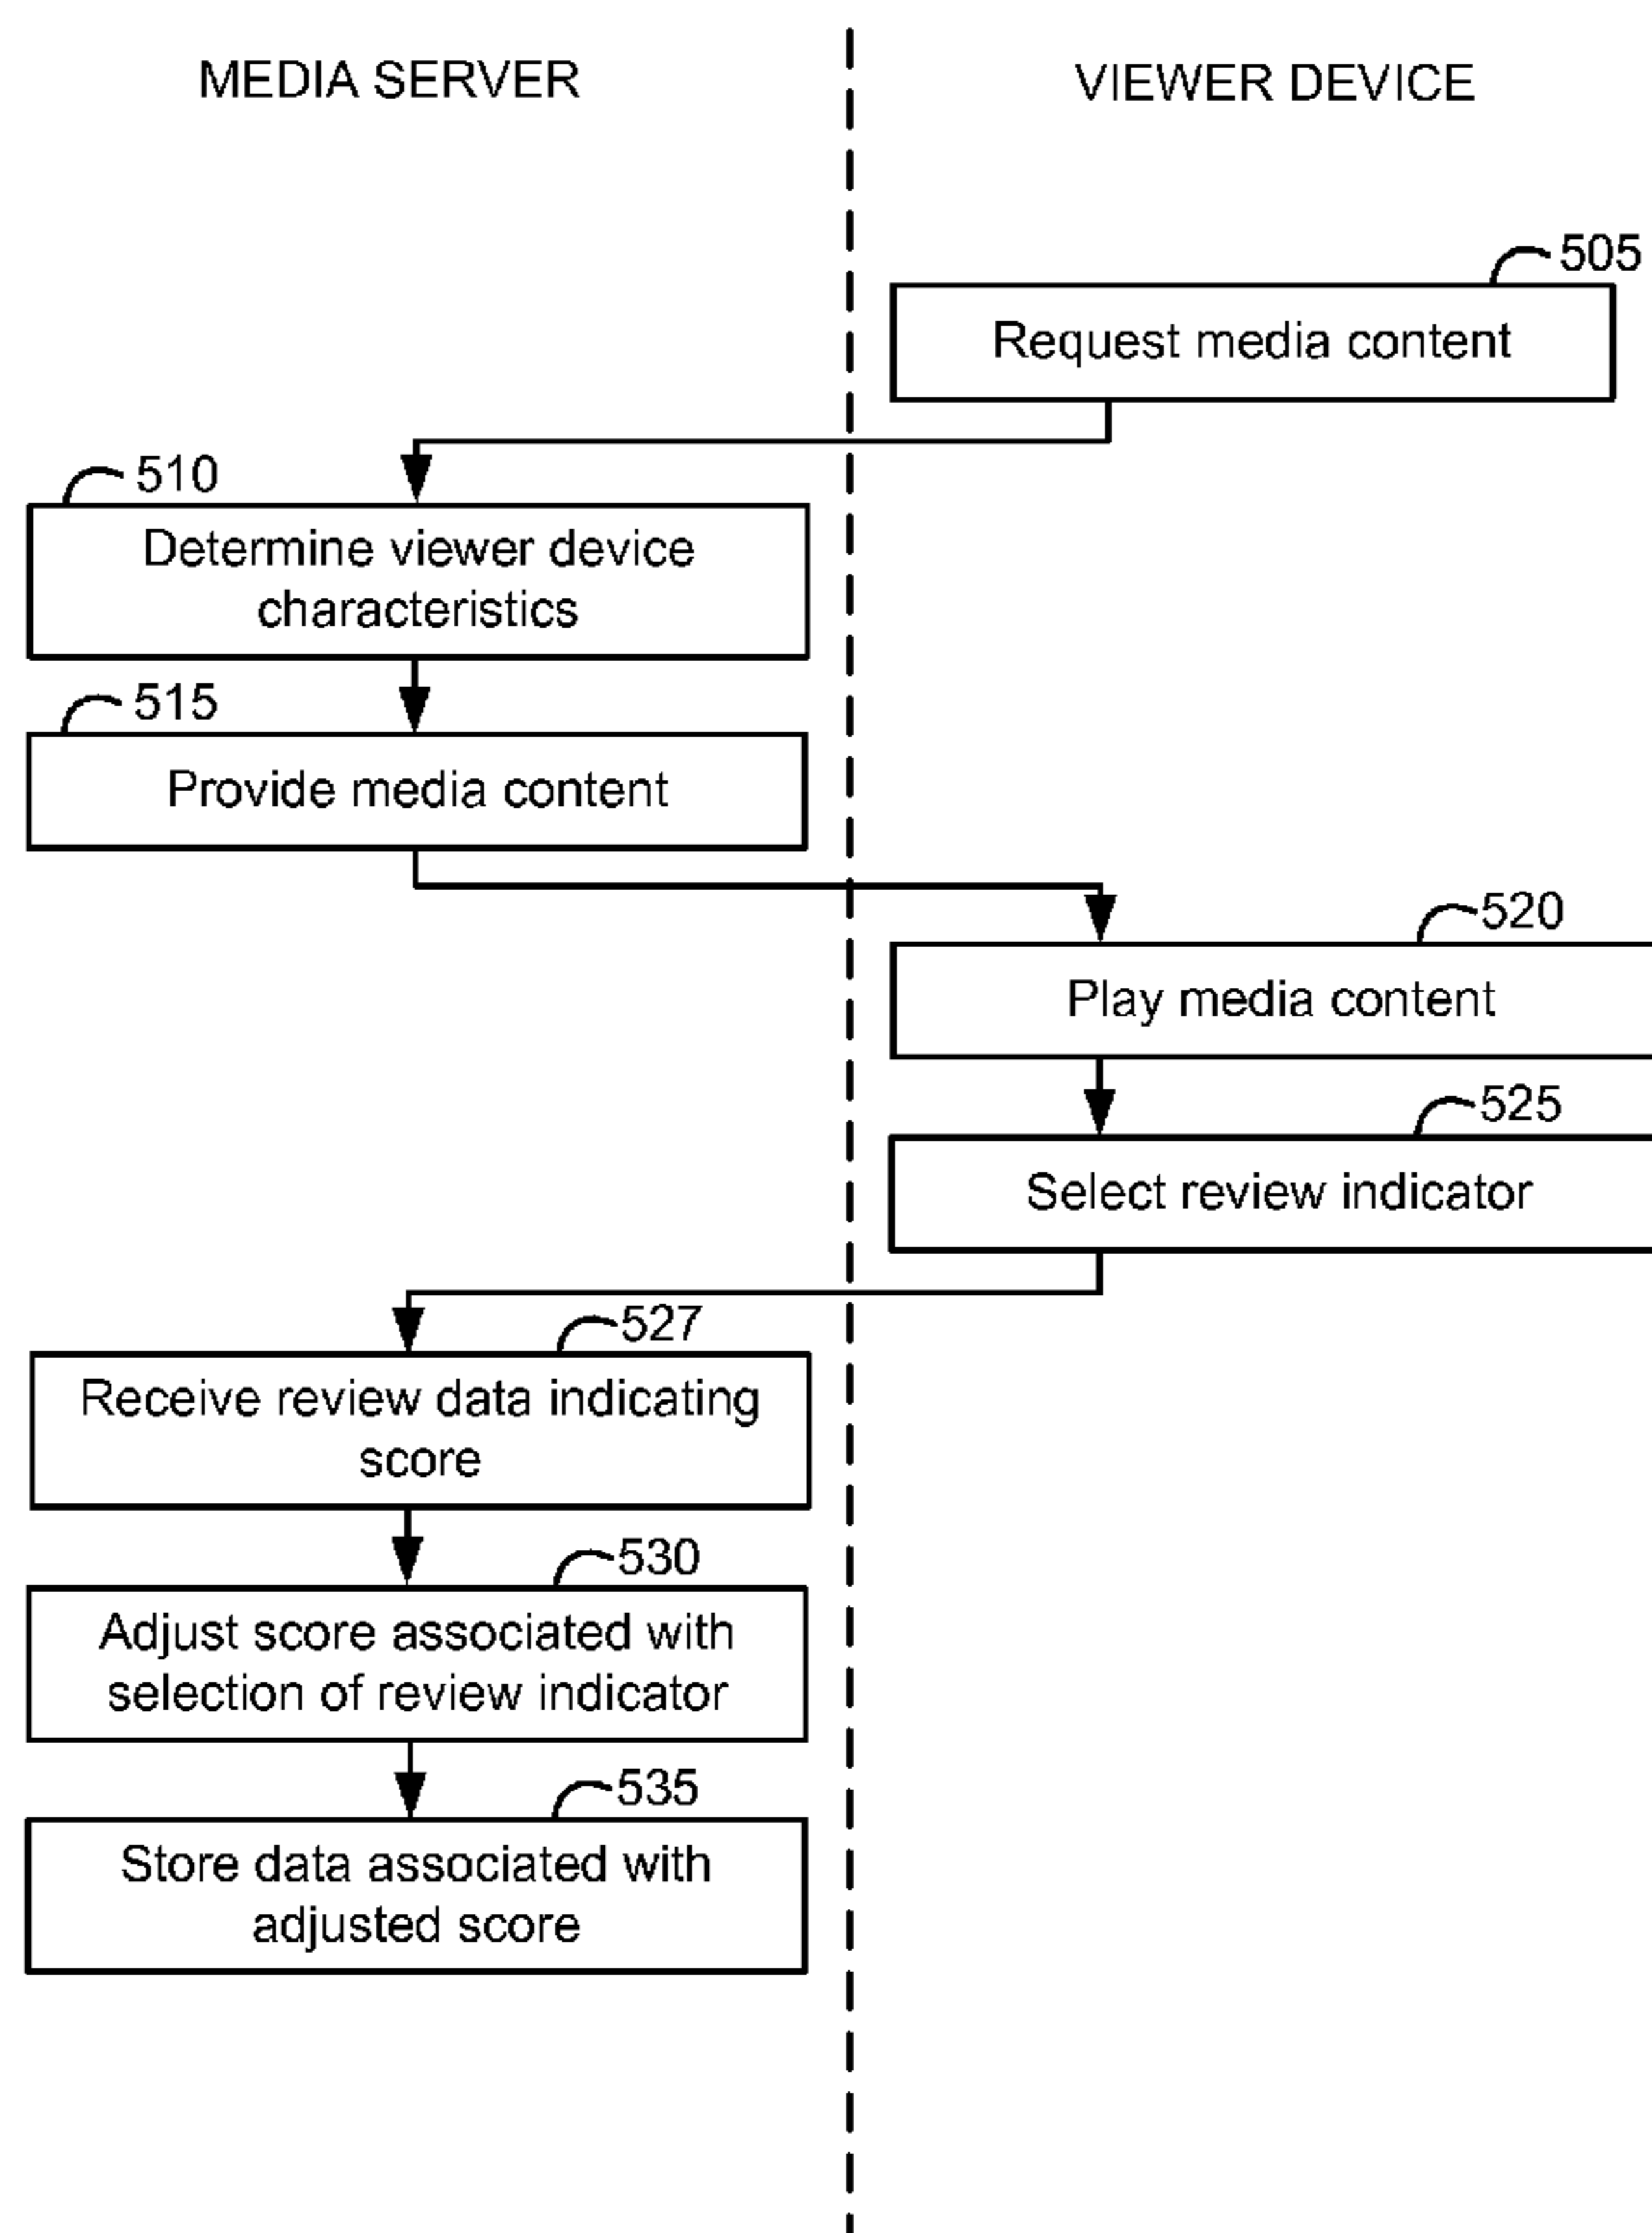 MEDIA SERVER
VIEWER DEVICE
505
Request media content
510
Determine viewer device
characteristics
515
Provide media content
520
Play media content
525
Select review indicator
527
Receive review data indicating
score
530
Adjust score associated with
selection of review indicator
535
Store data associated with
adjusted score